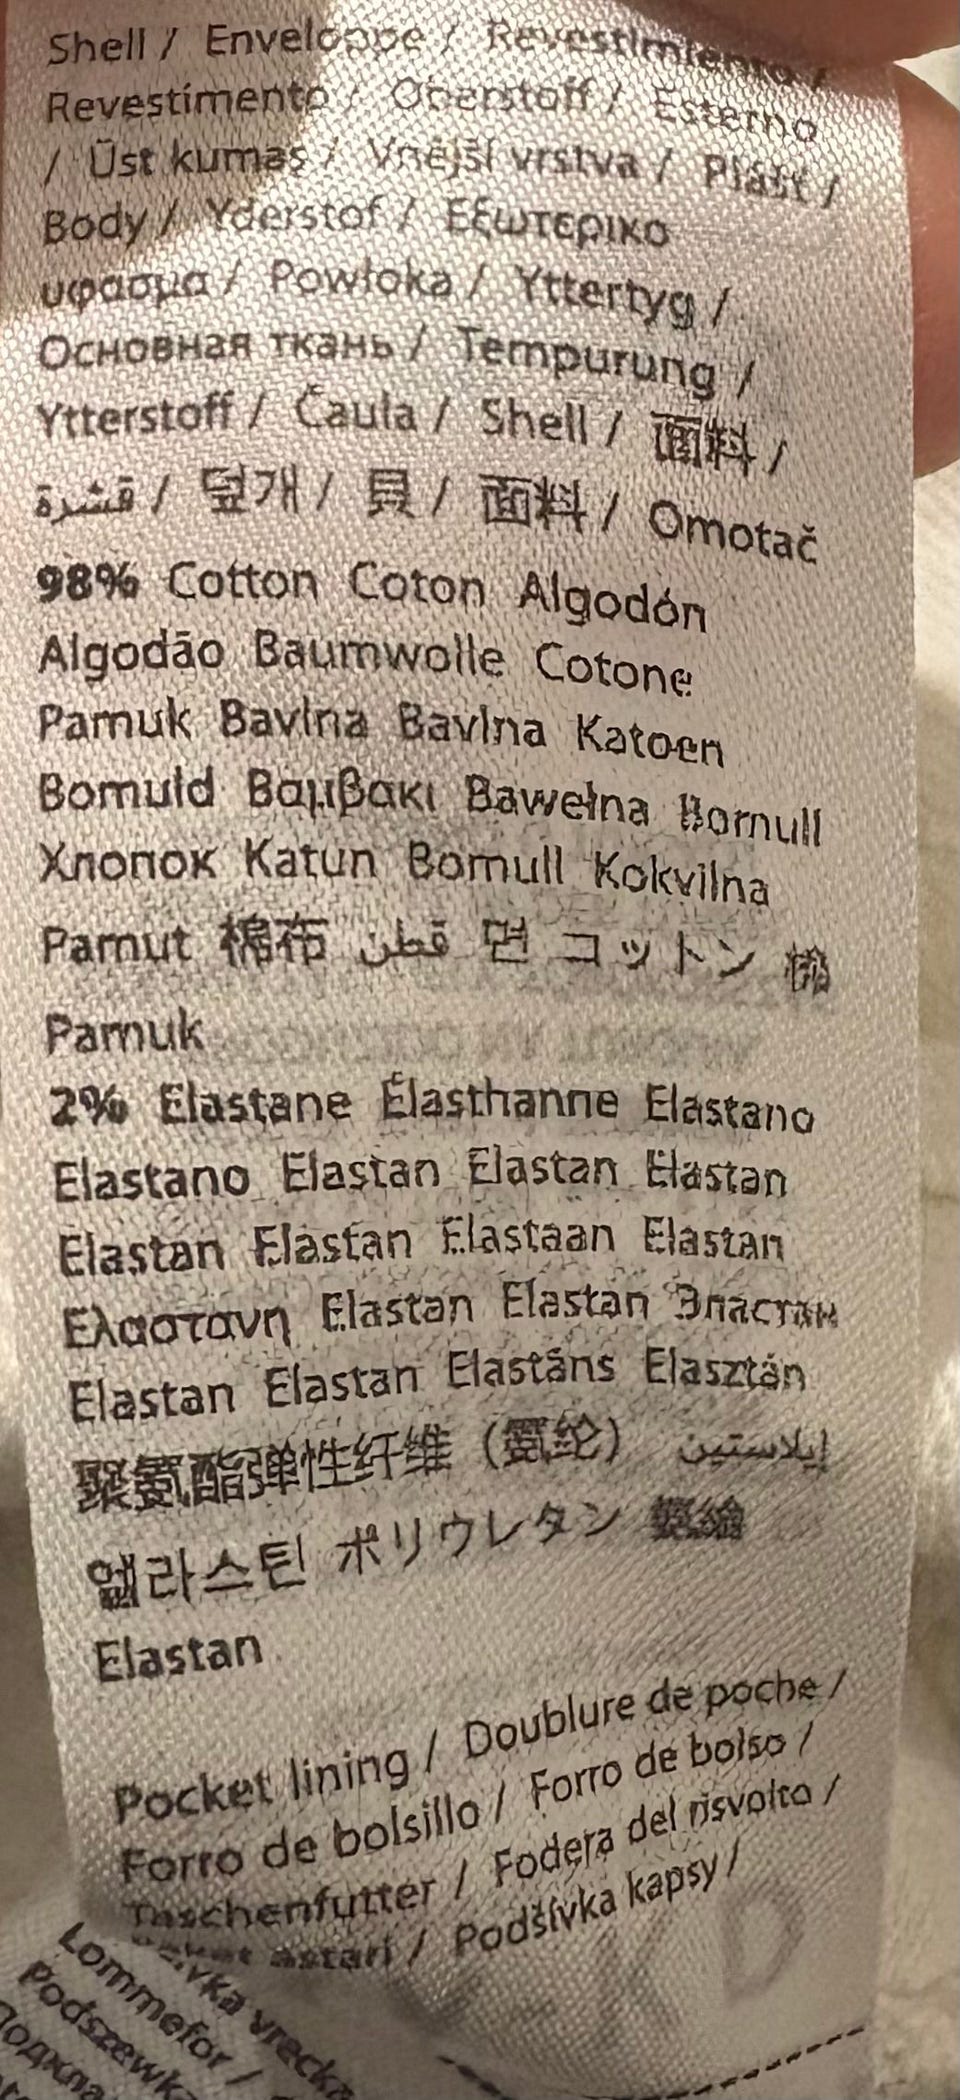 Shell / Enveloppe / Revestimiento /
Revestimento / Oberstoff / Esterno
/ Üst kumaş / Vnější vrstva / Plášť /
Body / Yderstof / Εξωτερικο
υφασμα / Powłoka / Yttertyg /
Основная ткань / Tempurung /
Ytterstoff / Čaula / Shell / 面料 /
قشرة / 덮개 / 貝 / 面料 / Omotač
98% Cotton Coton Algodón
Algodão Baumwolle Cotone
Pamuk Bavlna Bavlna Katoen
Bomuld Βαμβακι Bawełna Bomull
Хлопок Katun Bomull Kokvilna
Pamut 棉布 قطن 면 コットン 棉
Pamuk
2% Elastane Élasthanne Elastano
Elastano Elastan Elastan Elastan
Elastan Elastan Elastaan Elastan
Ελαστανη Elastan Elastan Эластан
Elastan Elastan Elastāns Elasztán
聚氨酯弹性纤维（氨纶） إيلاستين
엘라스틴 ポリウレタン
Elastan
Pocket lining / Doublure de poche /
Forro de bolsillo / Forro de bolso /
Taschenfutter / Fodera del risvolto /
astarı / Podšívka kapsy /
vrecka
Lommefor /
Podszewka